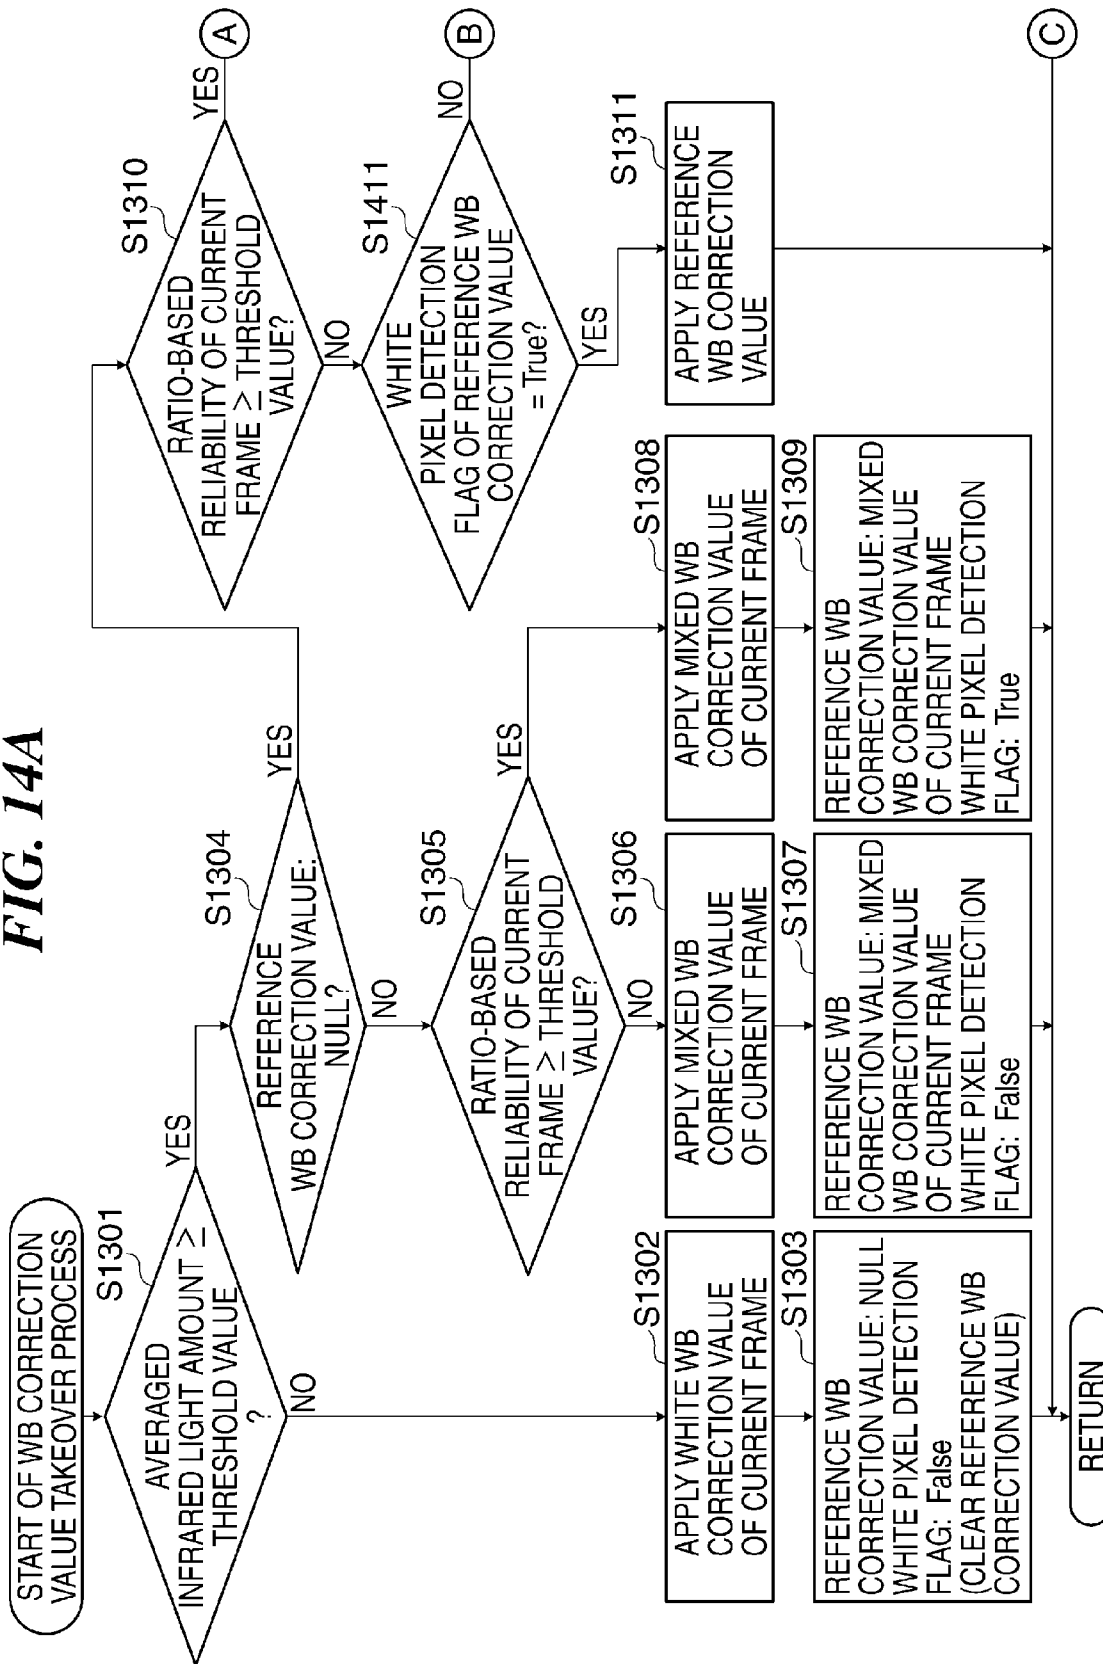 FIG. 14A
START OF WB CORRECTION
VALUE TAKEOVER PROCESS
S1301
AVERAGED
INFRARED LIGHT AMOUNT ≥
THRESHOLD VALUE
?
YES
NO
S1304
REFERENCE
WB CORRECTION VALUE:
NULL?
YES
NO
S1310
RATIO-BASED
RELIABILITY OF CURRENT
FRAME ≥ THRESHOLD
VALUE?
YES
A
NO
S1305
RATIO-BASED
RELIABILITY OF CURRENT
FRAME ≥ THRESHOLD
VALUE?
YES
NO
S1411
WHITE
PIXEL DETECTION
FLAG OF REFERENCE WB
CORRECTION VALUE
= True?
NO
B
YES
S1302
APPLY WHITE WB
CORRECTION VALUE
OF CURRENT FRAME
S1306
APPLY MIXED WB
CORRECTION VALUE
OF CURRENT FRAME
S1308
APPLY MIXED WB
CORRECTION VALUE
OF CURRENT FRAME
S1311
APPLY REFERENCE
WB CORRECTION
VALUE
S1303
REFERENCE WB
CORRECTION VALUE: NULL
WHITE PIXEL DETECTION
FLAG: False
(CLEAR REFERENCE WB
CORRECTION VALUE)
S1307
REFERENCE WB
CORRECTION VALUE: MIXED
WB CORRECTION VALUE
OF CURRENT FRAME
WHITE PIXEL DETECTION
FLAG: False
S1309
REFERENCE WB
CORRECTION VALUE: MIXED
WB CORRECTION VALUE
OF CURRENT FRAME
WHITE PIXEL DETECTION
FLAG: True
C
RETURN